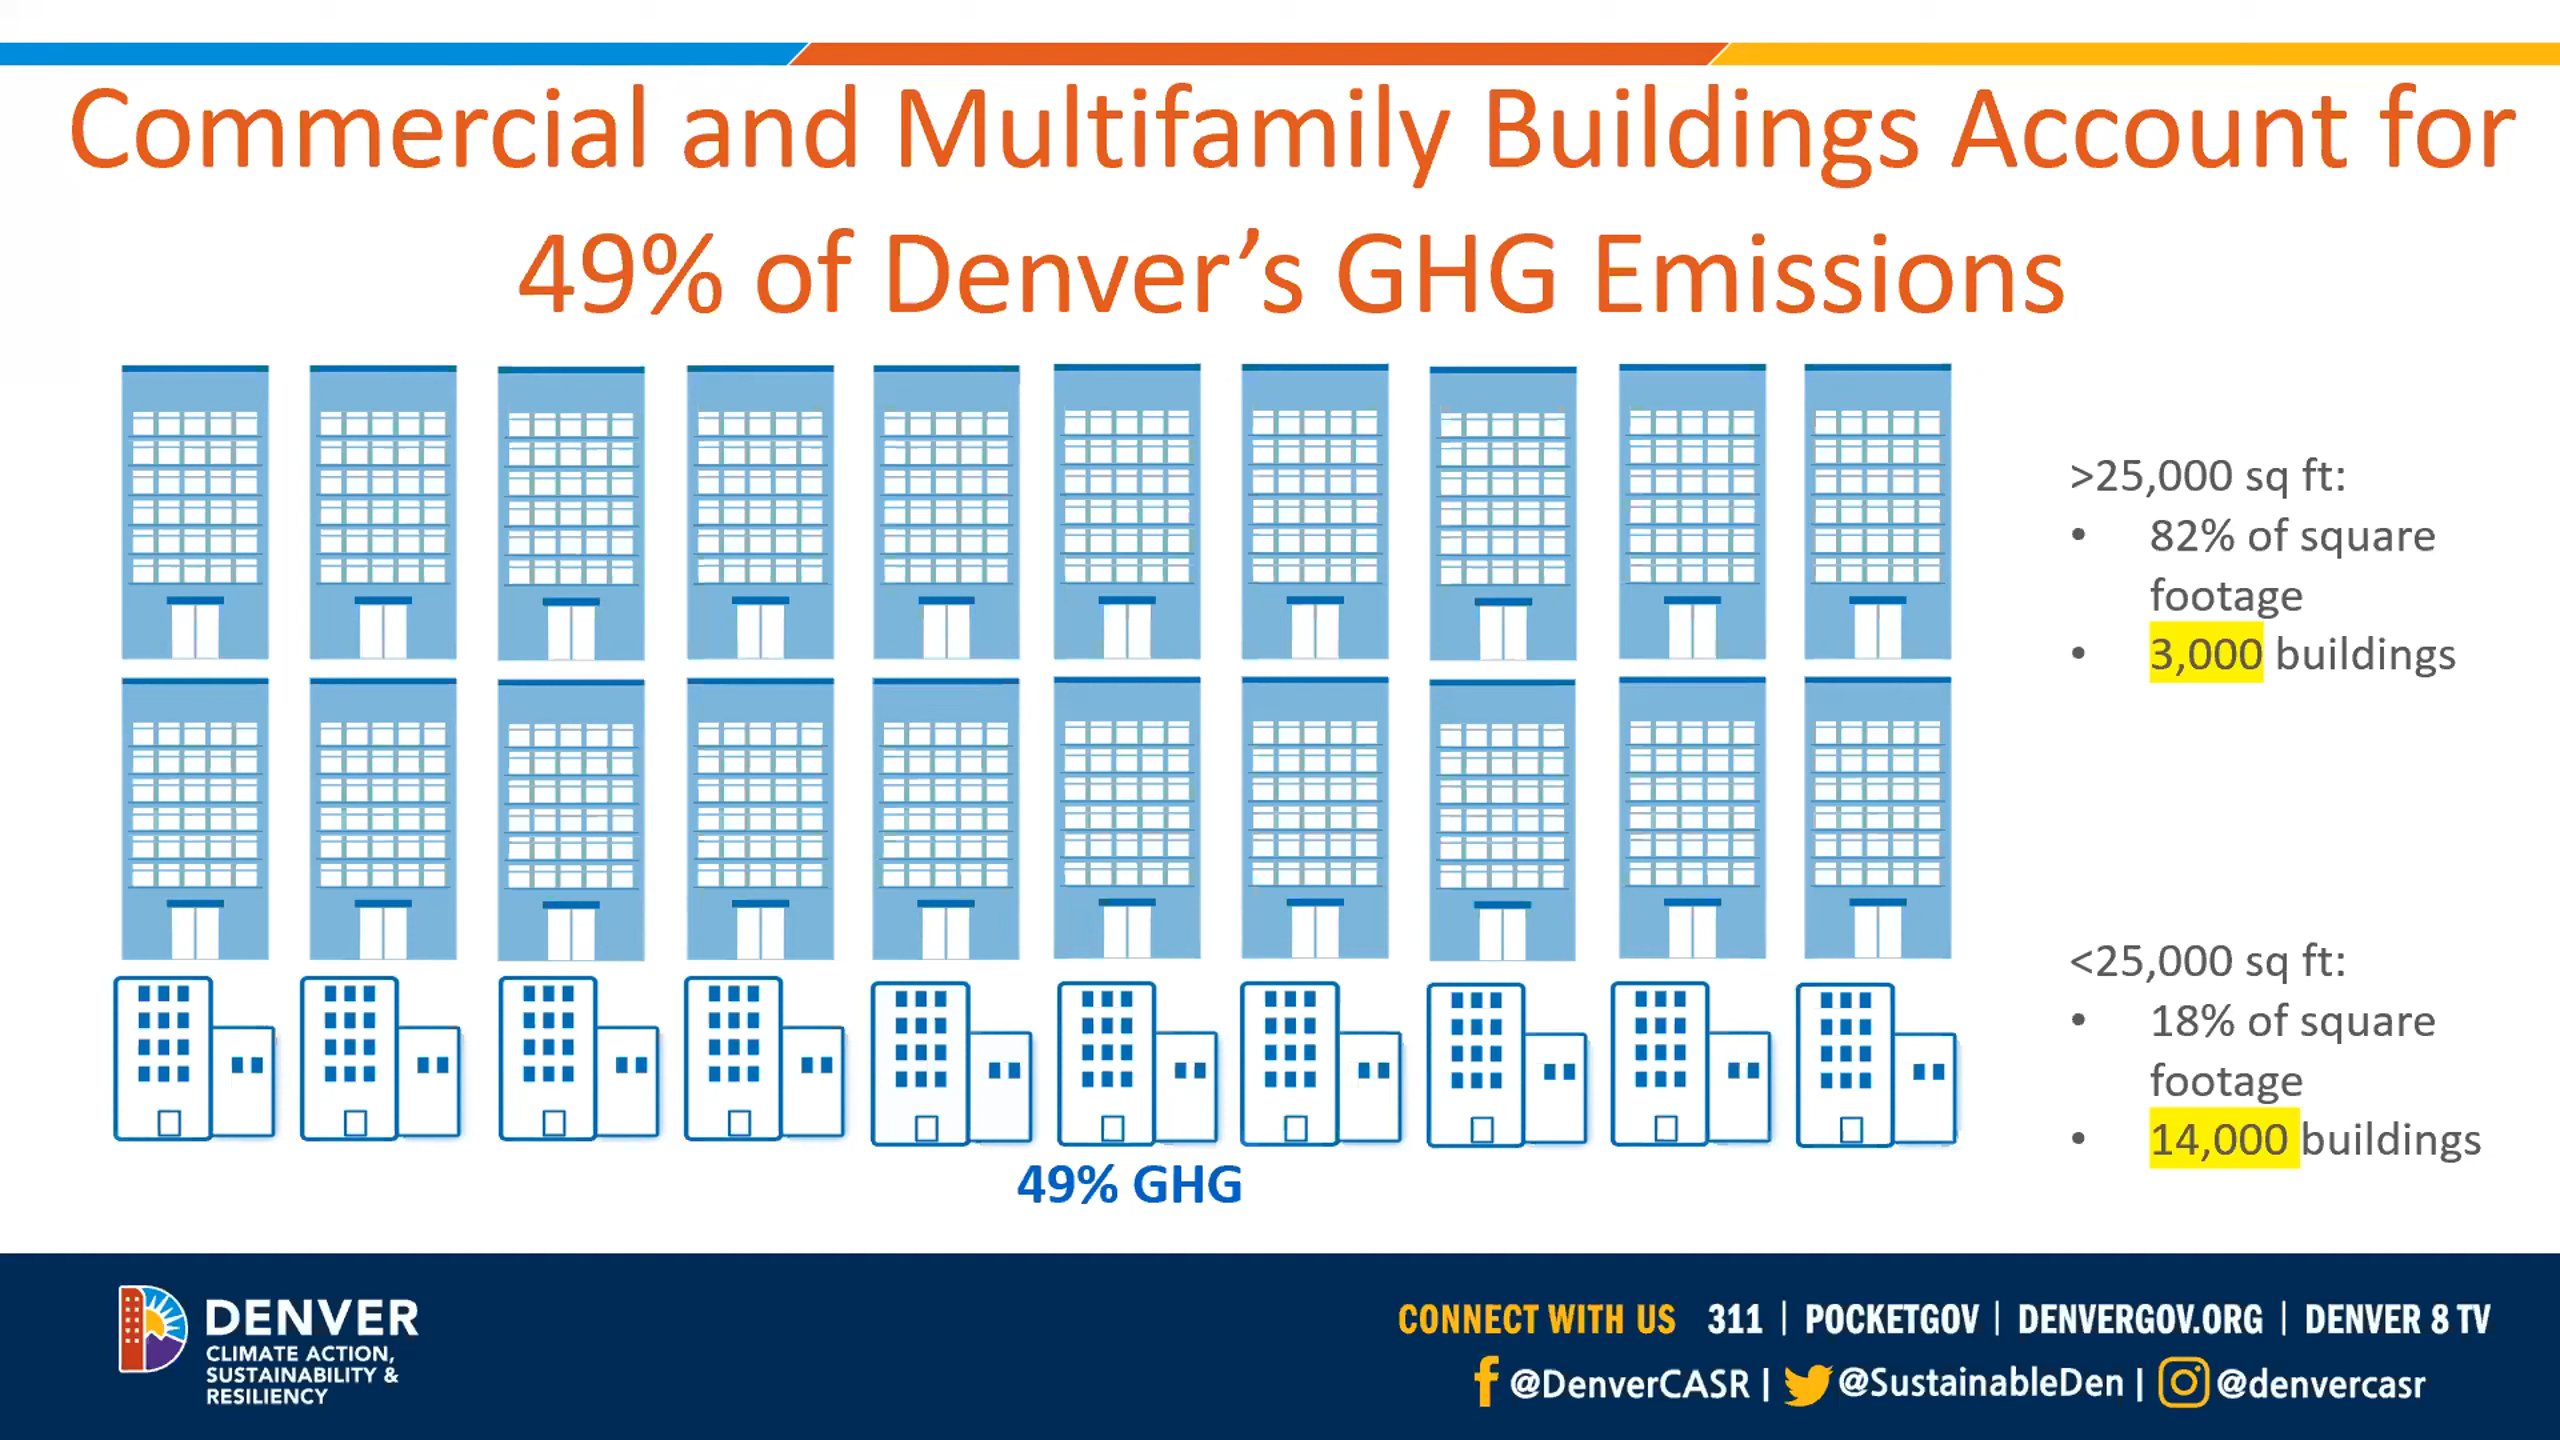 Commercial and Multifamily Buildings Account for
49% of Denver’s GHG Emissions
>25,000 sq ft:
• 82% of square
footage
• 3,000 buildings
<25,000 sq ft:
• 18% of square
footage
• 14,000 buildings
49% GHG
DENVER
CLIMATE ACTION,
SUSTAINABILITY &
RESILIENCY
CONNECT WITH US 311 | POCKETGOV | DENVERGOV.ORG | DENVER 8 TV
@DenverCASR | @SustainableDen | @denvercasr